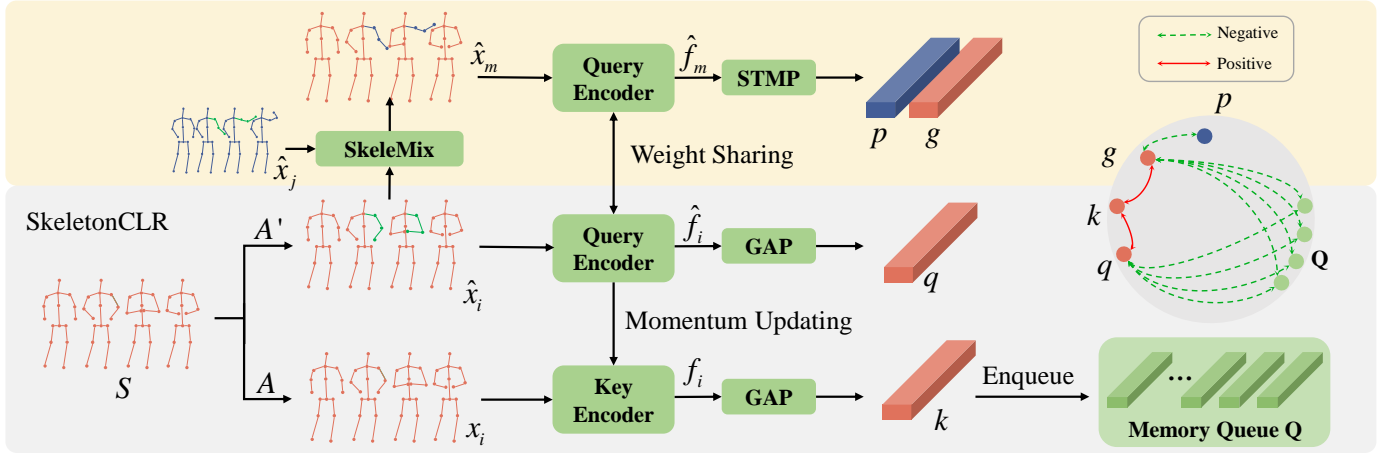 x̂_m
Query
Encoder
f̂_m
STMP
p
g
Negative
Positive
x̂_j
SkeleMix
Weight Sharing
p
g
k
q
Q
SkeletonCLR
A'
x̂_i
Query
Encoder
f̂_i
GAP
q
S
Momentum Updating
A
x_i
Key
Encoder
f_i
GAP
k
Enqueue
...
Memory Queue Q